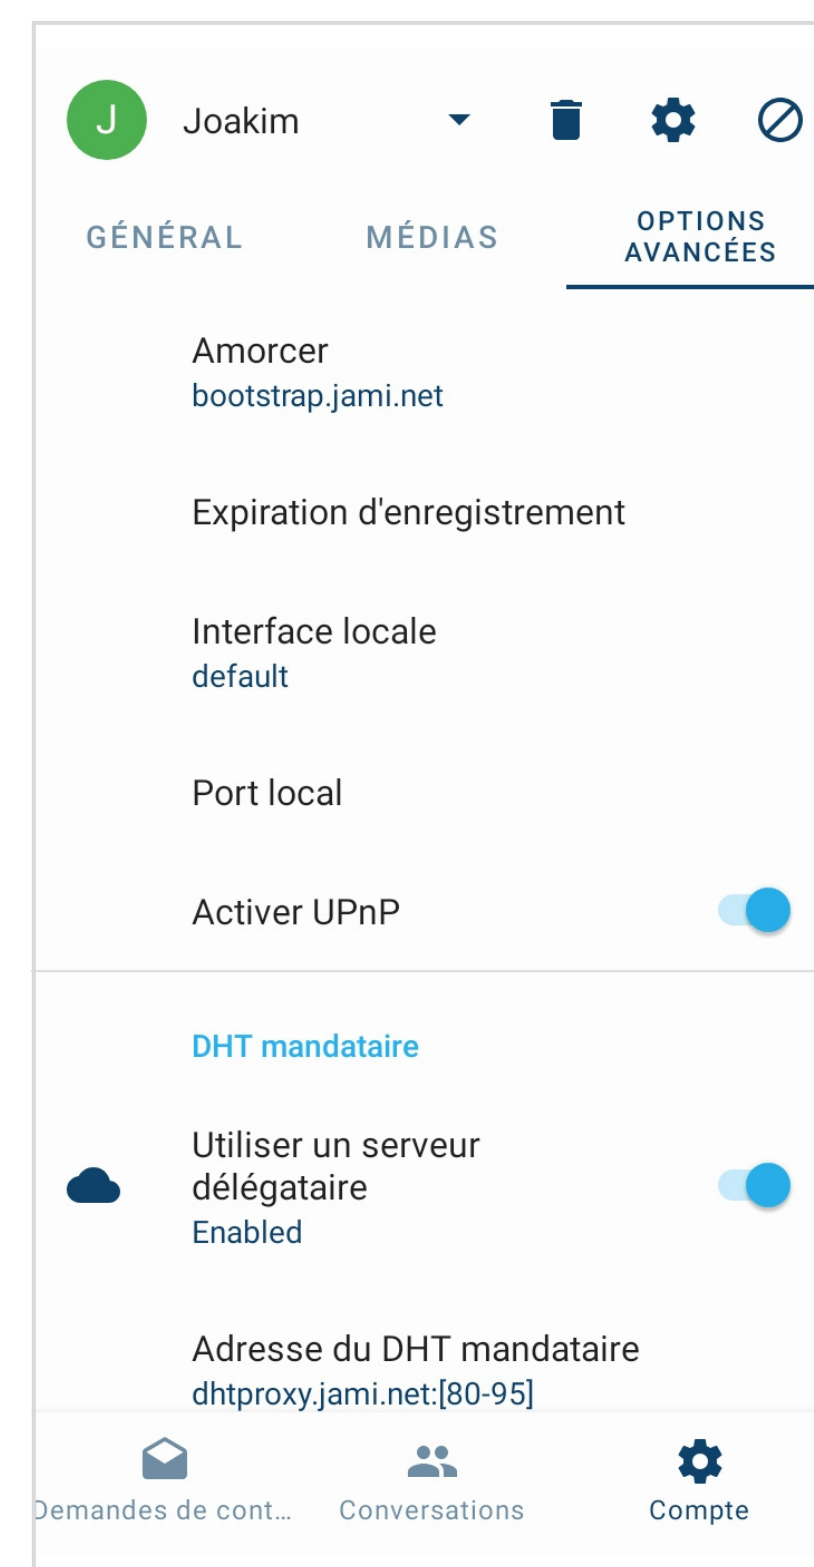 J
Joakim
GÉNÉRAL
MÉDIAS
OPTIONS
AVANCÉES
Amorcer
bootstrap.jami.net
Expiration d'enregistrement
Interface locale
default
Port local
Activer UPnP
DHT mandataire
Utiliser un serveur
délégataire
Enabled
Adresse du DHT mandataire
dhtproxy.jami.net:[80-95]
Demandes de cont...
Conversations
Compte